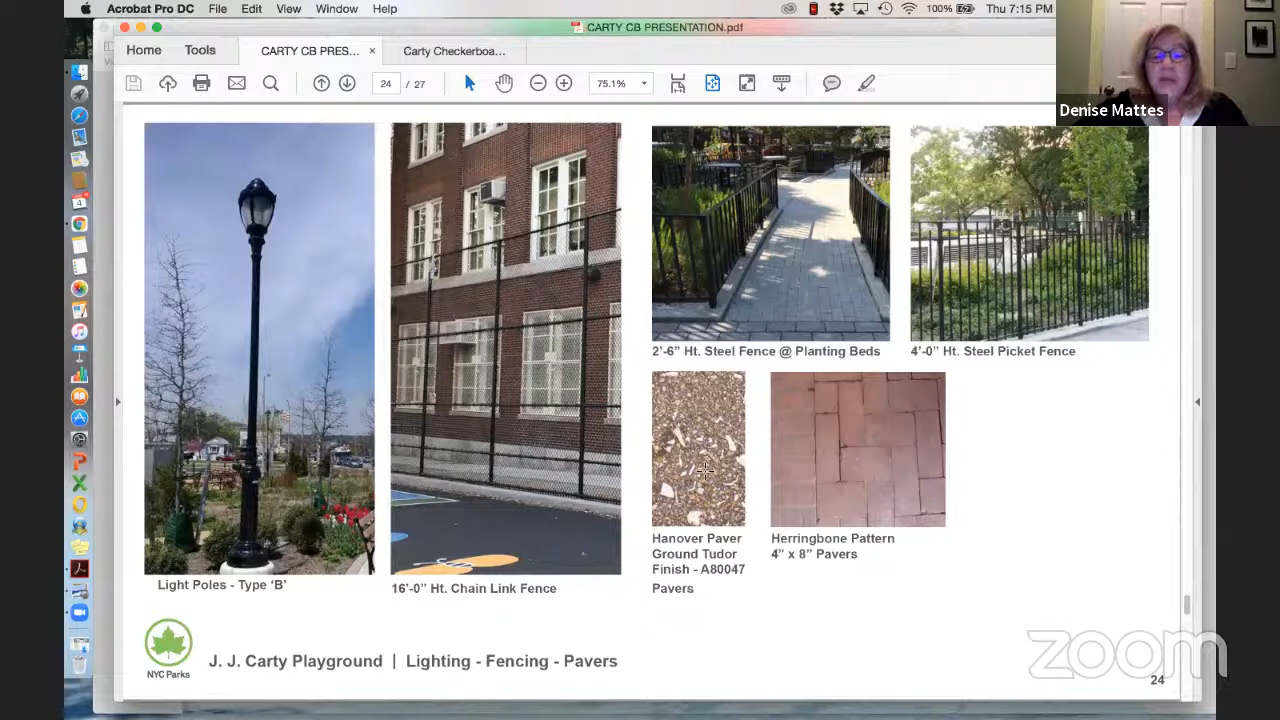 Acrobat Pro DC File Edit View Window Help
100% Thu 7:15 PM
CARTY CB PRESENTATION.pdf
Home Tools CARTY CB PRES... × Carty Checkerboa...
24 / 27
75.1%
Denise Mattes
2'-6" Ht. Steel Fence @ Planting Beds
4'-0" Ht. Steel Picket Fence
Hanover Paver
Ground Tudor
Finish - A80047
Pavers
Herringbone Pattern
4" x 8" Pavers
Light Poles - Type 'B'
16'-0" Ht. Chain Link Fence
NYC Parks
J. J. Carty Playground | Lighting - Fencing - Pavers
zoom
24